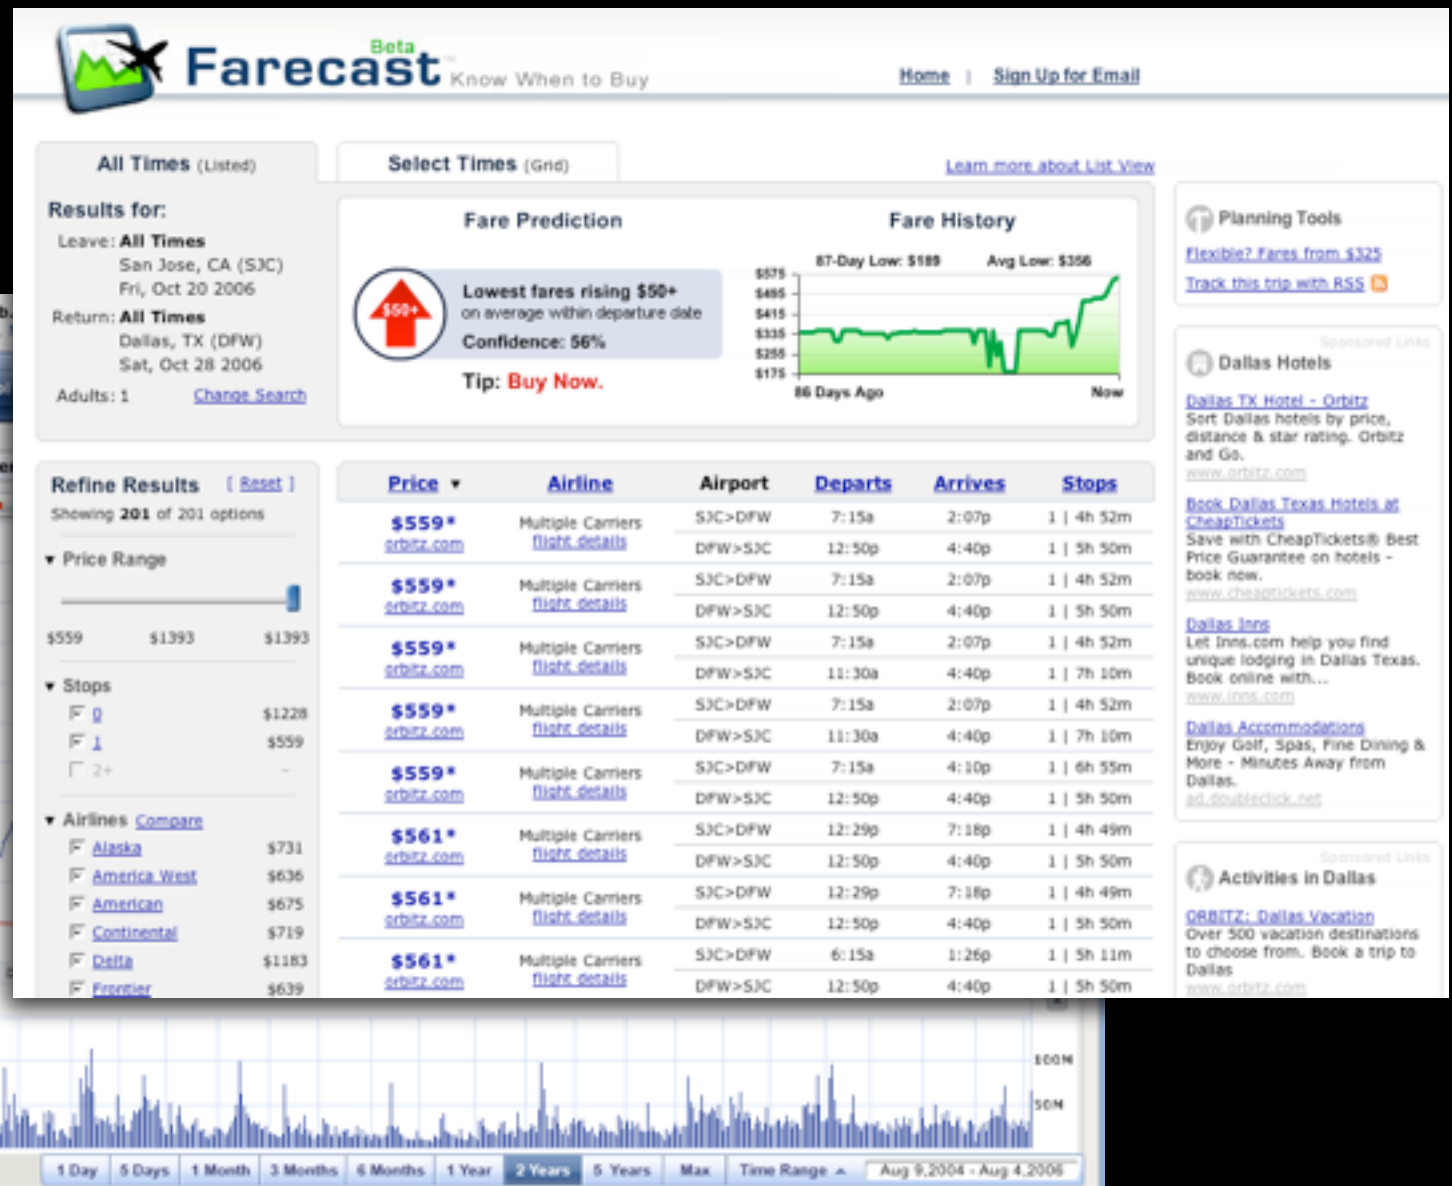 Beta
Farecast™ Know When to Buy
Home | Sign Up for Email
All Times (Listed)
Select Times (Grid)
Learn more about List View
Results for:
Leave: All Times
San Jose, CA (SJC)
Fri, Oct 20 2006
Return: All Times
Dallas, TX (DFW)
Sat, Oct 28 2006
Adults: 1 Change Search
Fare Prediction
$50+
Lowest fares rising $50+
on average within departure date
Confidence: 56%
Tip: Buy Now.
Fare History
87-Day Low: $189 Avg Low: $356
$575
$495
$415
$335
$255
$175
86 Days Ago Now
Planning Tools
Flexible? Fares from $325
Track this trip with RSS
Sponsored Links
Dallas Hotels
Dallas TX Hotel - Orbitz
Sort Dallas hotels by price,
distance & star rating. Orbitz
and Go.
www.orbitz.com
Book Dallas Texas Hotels at
CheapTickets
Save with CheapTickets® Best
Price Guarantee on hotels -
book now.
www.cheaptickets.com
Dallas Inns
Let Inns.com help you find
unique lodging in Dallas Texas.
Book online with...
www.inns.com
Dallas Accommodations
Enjoy Golf, Spas, Fine Dining &
More - Minutes Away from
Dallas.
ad.doubleclick.net
Sponsored Links
Activities in Dallas
ORBITZ: Dallas Vacation
Over 500 vacation destinations
to choose from. Book a trip to
Dallas
www.orbitz.com
Refine Results [ Reset ]
Showing 201 of 201 options
Price Range
$559 $1393 $1393
Stops
0 $1228
1 $559
2+ –
Airlines Compare
Alaska $731
America West $636
American $675
Continental $719
Delta $1183
Frontier $639
Price Airline Airport Departs Arrives Stops
$559* Multiple Carriers SJC>DFW 7:15a 2:07p 1 | 4h 52m
orbitz.com flight details DFW>SJC 12:50p 4:40p 1 | 5h 50m
$559* Multiple Carriers SJC>DFW 7:15a 2:07p 1 | 4h 52m
orbitz.com flight details DFW>SJC 12:50p 4:40p 1 | 5h 50m
$559* Multiple Carriers SJC>DFW 7:15a 2:07p 1 | 4h 52m
orbitz.com flight details DFW>SJC 11:30a 4:40p 1 | 7h 10m
$559* Multiple Carriers SJC>DFW 7:15a 2:07p 1 | 4h 52m
orbitz.com flight details DFW>SJC 11:30a 4:40p 1 | 7h 10m
$559* Multiple Carriers SJC>DFW 7:15a 4:10p 1 | 6h 55m
orbitz.com flight details DFW>SJC 12:50p 4:40p 1 | 5h 50m
$561* Multiple Carriers SJC>DFW 12:29p 7:18p 1 | 4h 49m
orbitz.com flight details DFW>SJC 12:50p 4:40p 1 | 5h 50m
$561* Multiple Carriers SJC>DFW 12:29p 7:18p 1 | 4h 49m
orbitz.com flight details DFW>SJC 12:50p 4:40p 1 | 5h 50m
$561* Multiple Carriers SJC>DFW 6:15a 1:26p 1 | 5h 11m
orbitz.com flight details DFW>SJC 12:50p 4:40p 1 | 5h 50m
100M
50M
1 Day 5 Days 1 Month 3 Months 6 Months 1 Year 2 Years 5 Years Max Time Range Aug 9,2004 - Aug 4,2006